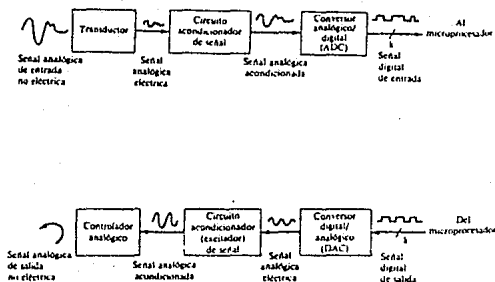 Transductor
Circuito
acondicionador
de señal
Conversor
analógico/
digital
(ADC)
Al
microprocesador
k
Señal analógica
de entrada
no eléctrica
Señal
analógica
eléctrica
Señal analógica
acondicionada
Señal
digital
de entrada
Controlador
analógico
Circuito
acondicionador
(excitador)
de señal
Conversor
digital/
analógico
(DAC)
Del
microprocesador
k
Señal analógica
de salida
no eléctrica
Señal analógica
acondicionada
Señal
analógica
eléctrica
Señal
digital
de salida